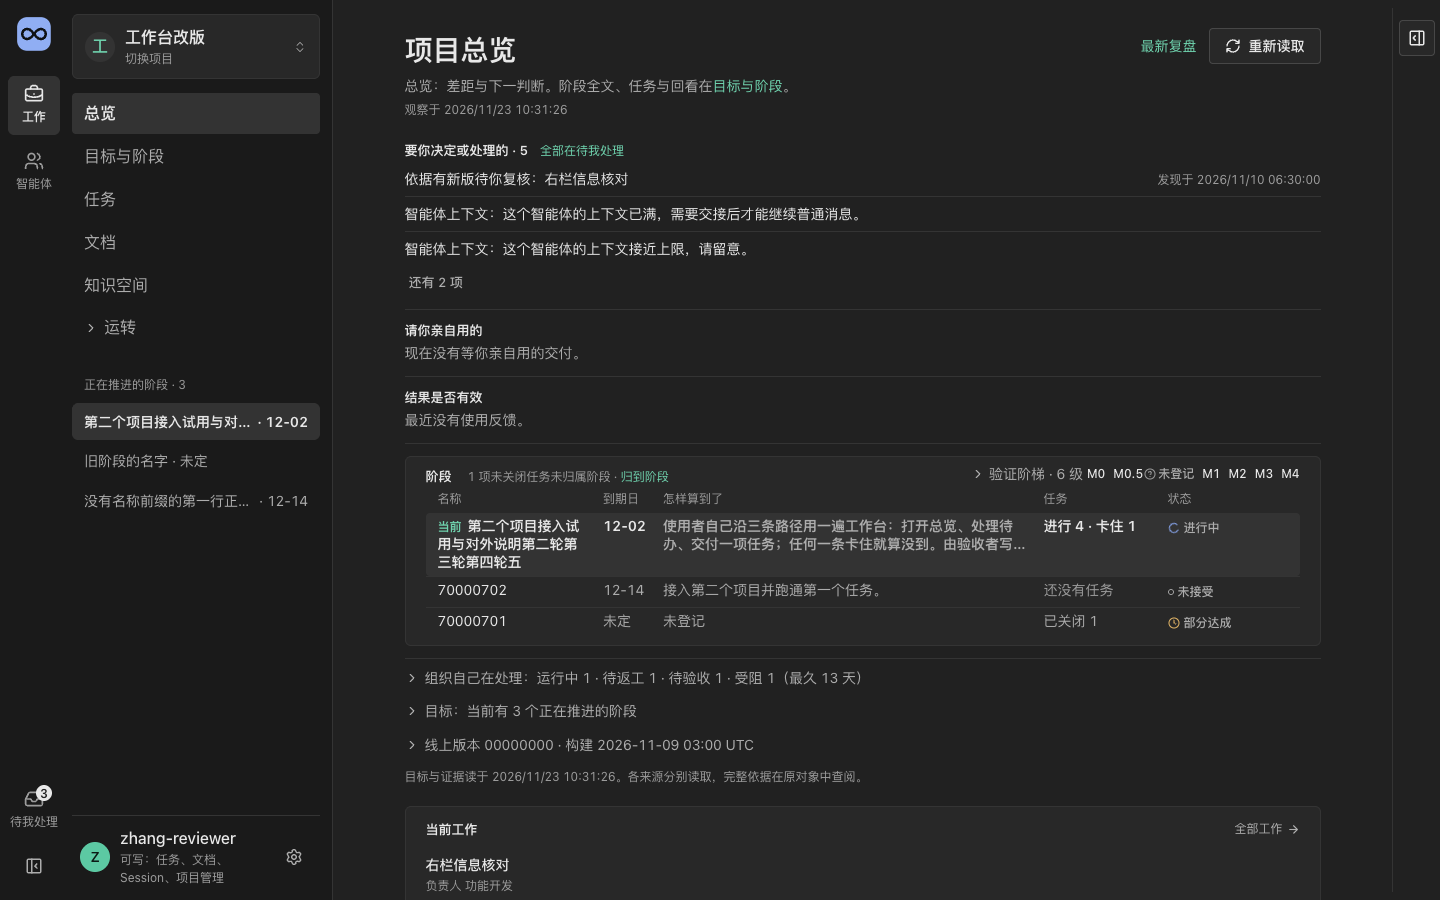 工作
智能体
3
待我处理
工
工作台改版
切换项目
总览
目标与阶段
任务
文档
知识空间
运转
正在推进的阶段 · 3
第二个项目接入试用与对... · 12-02
旧阶段的名字 · 未定
没有名称前缀的第一行正... · 12-14
Z
zhang-reviewer
可写：任务、文档、
Session、项目管理
项目总览
最新复盘
重新读取
总览：差距与下一判断。阶段全文、任务与回看在目标与阶段。
观察于 2026/11/23 10:31:26
要你决定或处理的 · 5 全部在待我处理
依据有新版待你复核：右栏信息核对 发现于 2026/11/10 06:30:00
智能体上下文：这个智能体的上下文已满，需要交接后才能继续普通消息。
智能体上下文：这个智能体的上下文接近上限，请留意。
还有 2 项
请你亲自用的
现在没有等你亲自用的交付。
结果是否有效
最近没有使用反馈。
阶段 1 项未关闭任务未归属阶段 · 归到阶段 验证阶梯 · 6 级 M0 M0.5 未登记 M1 M2 M3 M4
名称 到期日 怎样算到了 任务 状态
当前 第二个项目接入试 12-02 使用者自己沿三条路径用一遍工作台：打开总览、处理待 进行 4 · 卡住 1 进行中
用与对外说明第二轮第 办、交付一项任务；任何一条卡住就算没到。由验收者写...
三轮第四轮五
70000702 12-14 接入第二个项目并跑通第一个任务。 还没有任务 未接受
70000701 未定 未登记 已关闭 1 部分达成
组织自己在处理：运行中 1 · 待返工 1 · 待验收 1 · 受阻 1（最久 13 天）
目标：当前有 3 个正在推进的阶段
线上版本 00000000 · 构建 2026-11-09 03:00 UTC
目标与证据读于 2026/11/23 10:31:26。各来源分别读取，完整依据在原对象中查阅。
当前工作 全部工作
右栏信息核对
负责人 功能开发